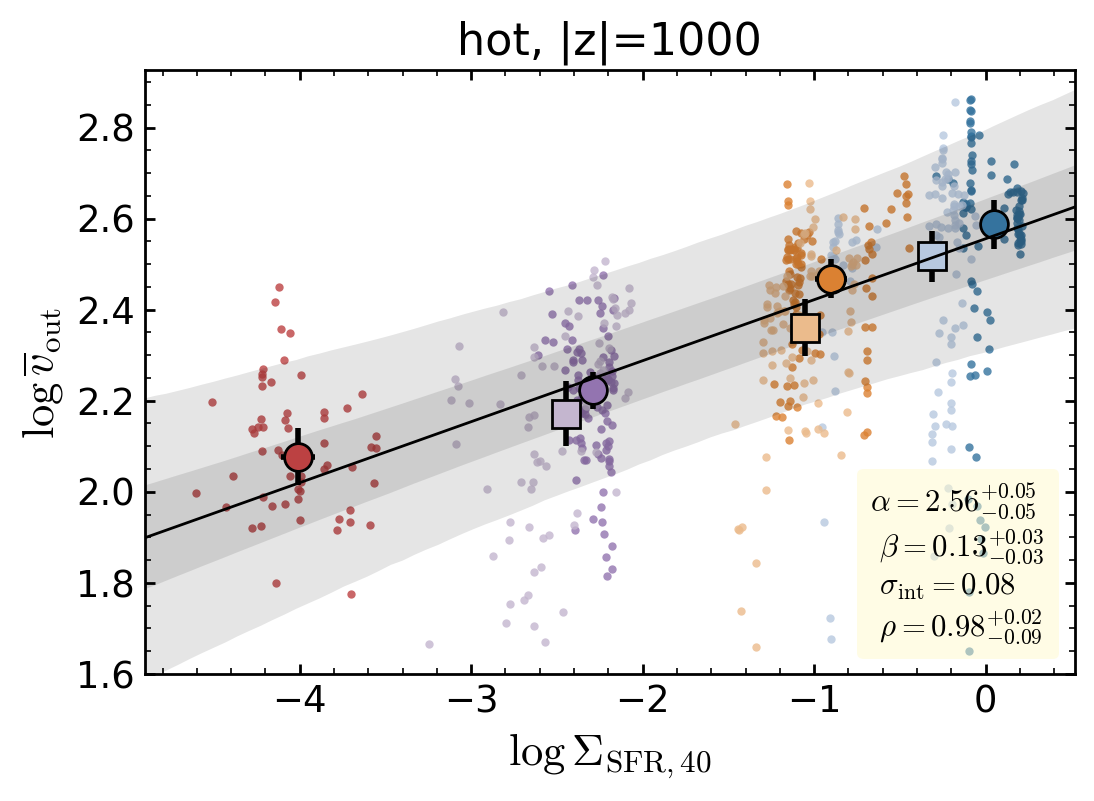 hot, |z|=1000
log v̅_out
2.8
2.6
2.4
2.2
2.0
1.8
1.6
α = 2.56^{+0.05}_{−0.05}
β = 0.13^{+0.03}_{−0.03}
σ_int = 0.08
ρ = 0.98^{+0.02}_{−0.09}
−4 −3 −2 −1 0
log Σ_{SFR, 40}